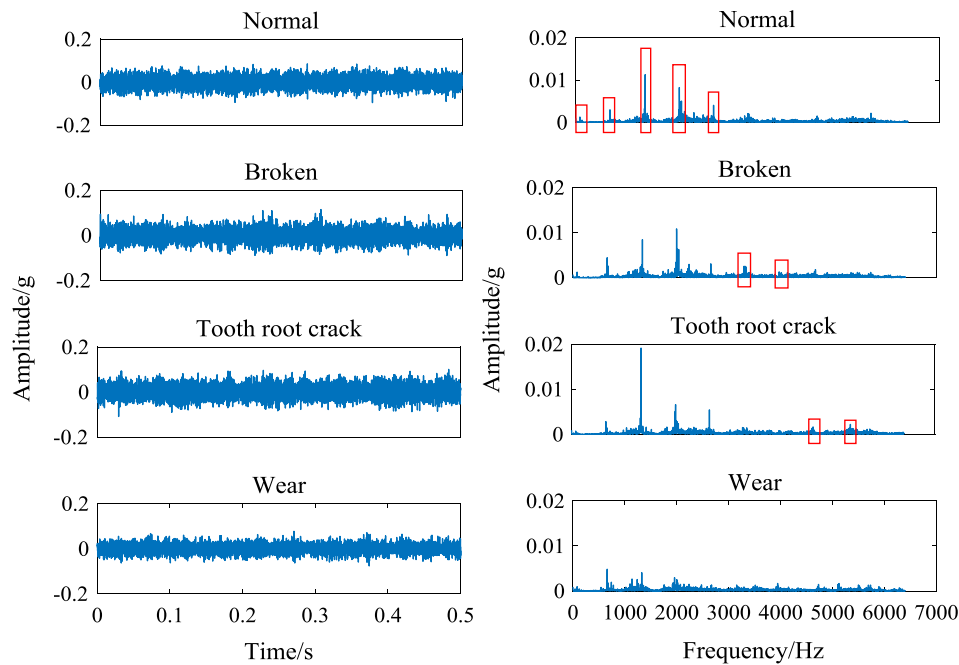 Normal
0.2
0
-0.2
Broken
0.2
0
-0.2
Tooth root crack
0.2
0
-0.2
Wear
0.2
0
-0.2
0 0.1 0.2 0.3 0.4 0.5
Time/s
Amplitude/g
Normal
0.02
0.01
0
Broken
0.02
0.01
0
Tooth root crack
0.02
0.01
0
Wear
0.02
0.01
0
0 1000 2000 3000 4000 5000 6000 7000
Frequency/Hz
Amplitude/g